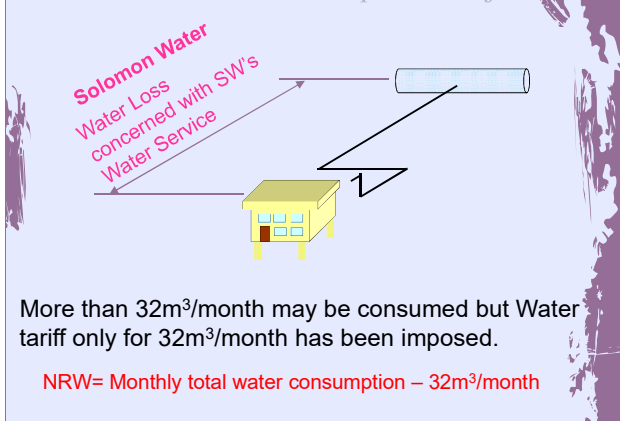 Solomon Water
Water Loss
concerned with SW's
Water Service
More than 32m³/month may be consumed but Water
tariff only for 32m³/month has been imposed.
NRW= Monthly total water consumption – 32m³/month